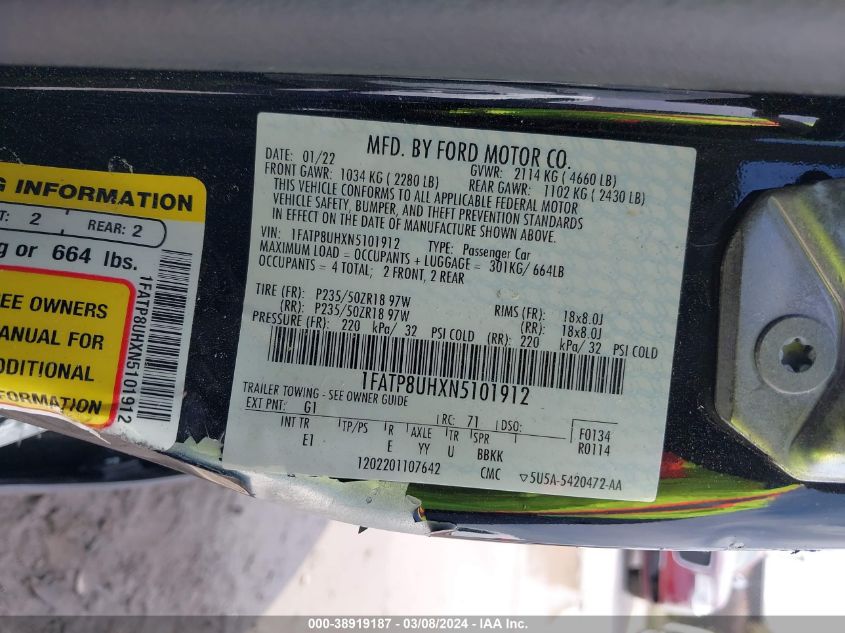 G INFORMATION
T: 2 REAR: 2
g or 664 lbs.
EE OWNERS
ANUAL FOR
DDITIONAL
FORMATION
1FATP8UHXN5101912
MFD. BY FORD MOTOR CO.
DATE: 01/22 GVWR: 2114 KG ( 4660 LB)
FRONT GAWR: 1034 KG ( 2280 LB) REAR GAWR: 1102 KG ( 2430 LB)
THIS VEHICLE CONFORMS TO ALL APPLICABLE FEDERAL MOTOR
VEHICLE SAFETY, BUMPER, AND THEFT PREVENTION STANDARDS
IN EFFECT ON THE DATE OF MANUFACTURE SHOWN ABOVE.
VIN: 1FATP8UHXN5101912 TYPE: Passenger Car
MAXIMUM LOAD = OCCUPANTS + LUGGAGE = 301KG/ 664LB
OCCUPANTS = 4 TOTAL; 2 FRONT, 2 REAR
TIRE (FR): P235/50ZR18 97W RIMS (FR): 18x8.0J
(RR): P235/50ZR18 97W (RR): 18x8.0J
PRESSURE (FR): 220 kPa/ 32 PSI COLD (RR): 220 kPa/ 32 PSI COLD
1FATP8UHXN5101912
TRAILER TOWING - SEE OWNER GUIDE
EXT PNT: G1 RC: 71 DSO: F0134
R0114
INT TR TP/PS R AXLE TR SPR
E1 E YY U BBKK
1202201107642 CMC ▽5U5A-5420472-AA
000-38919187 - 03/08/2024 - IAA Inc.